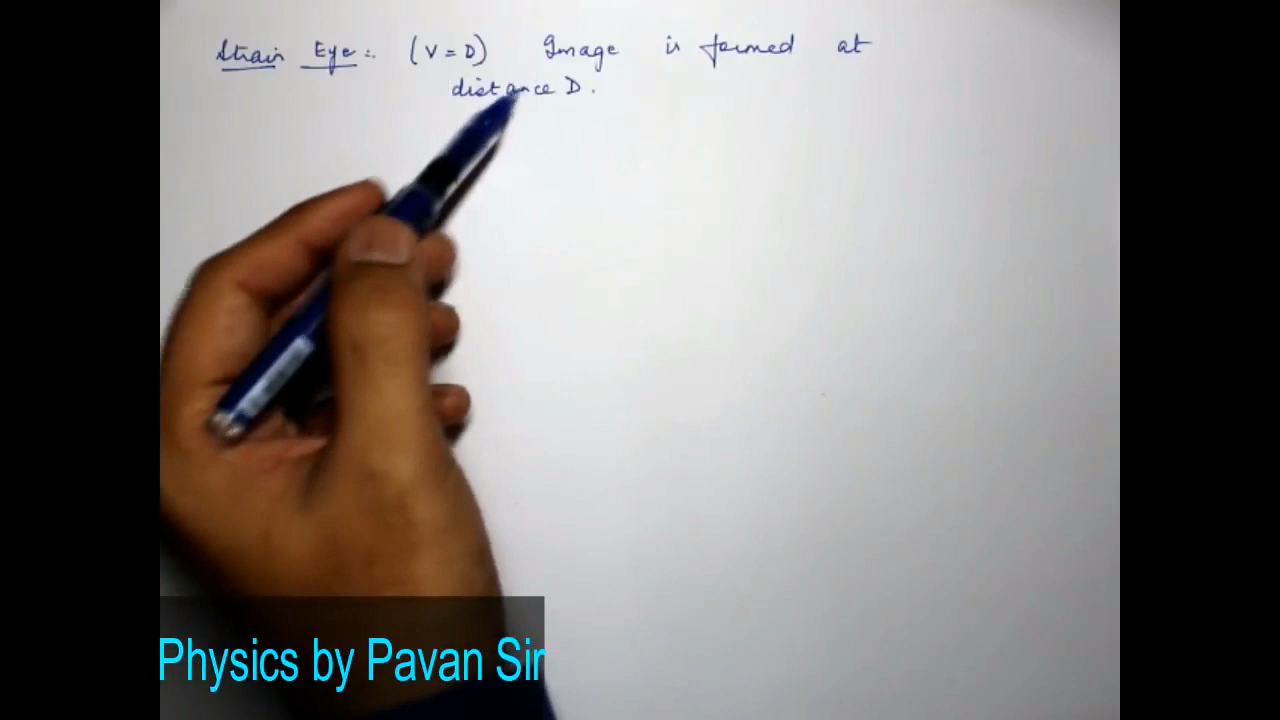 Strain Eye:. (V = D) Image is formed at
distance D.
Physics by Pavan Sir